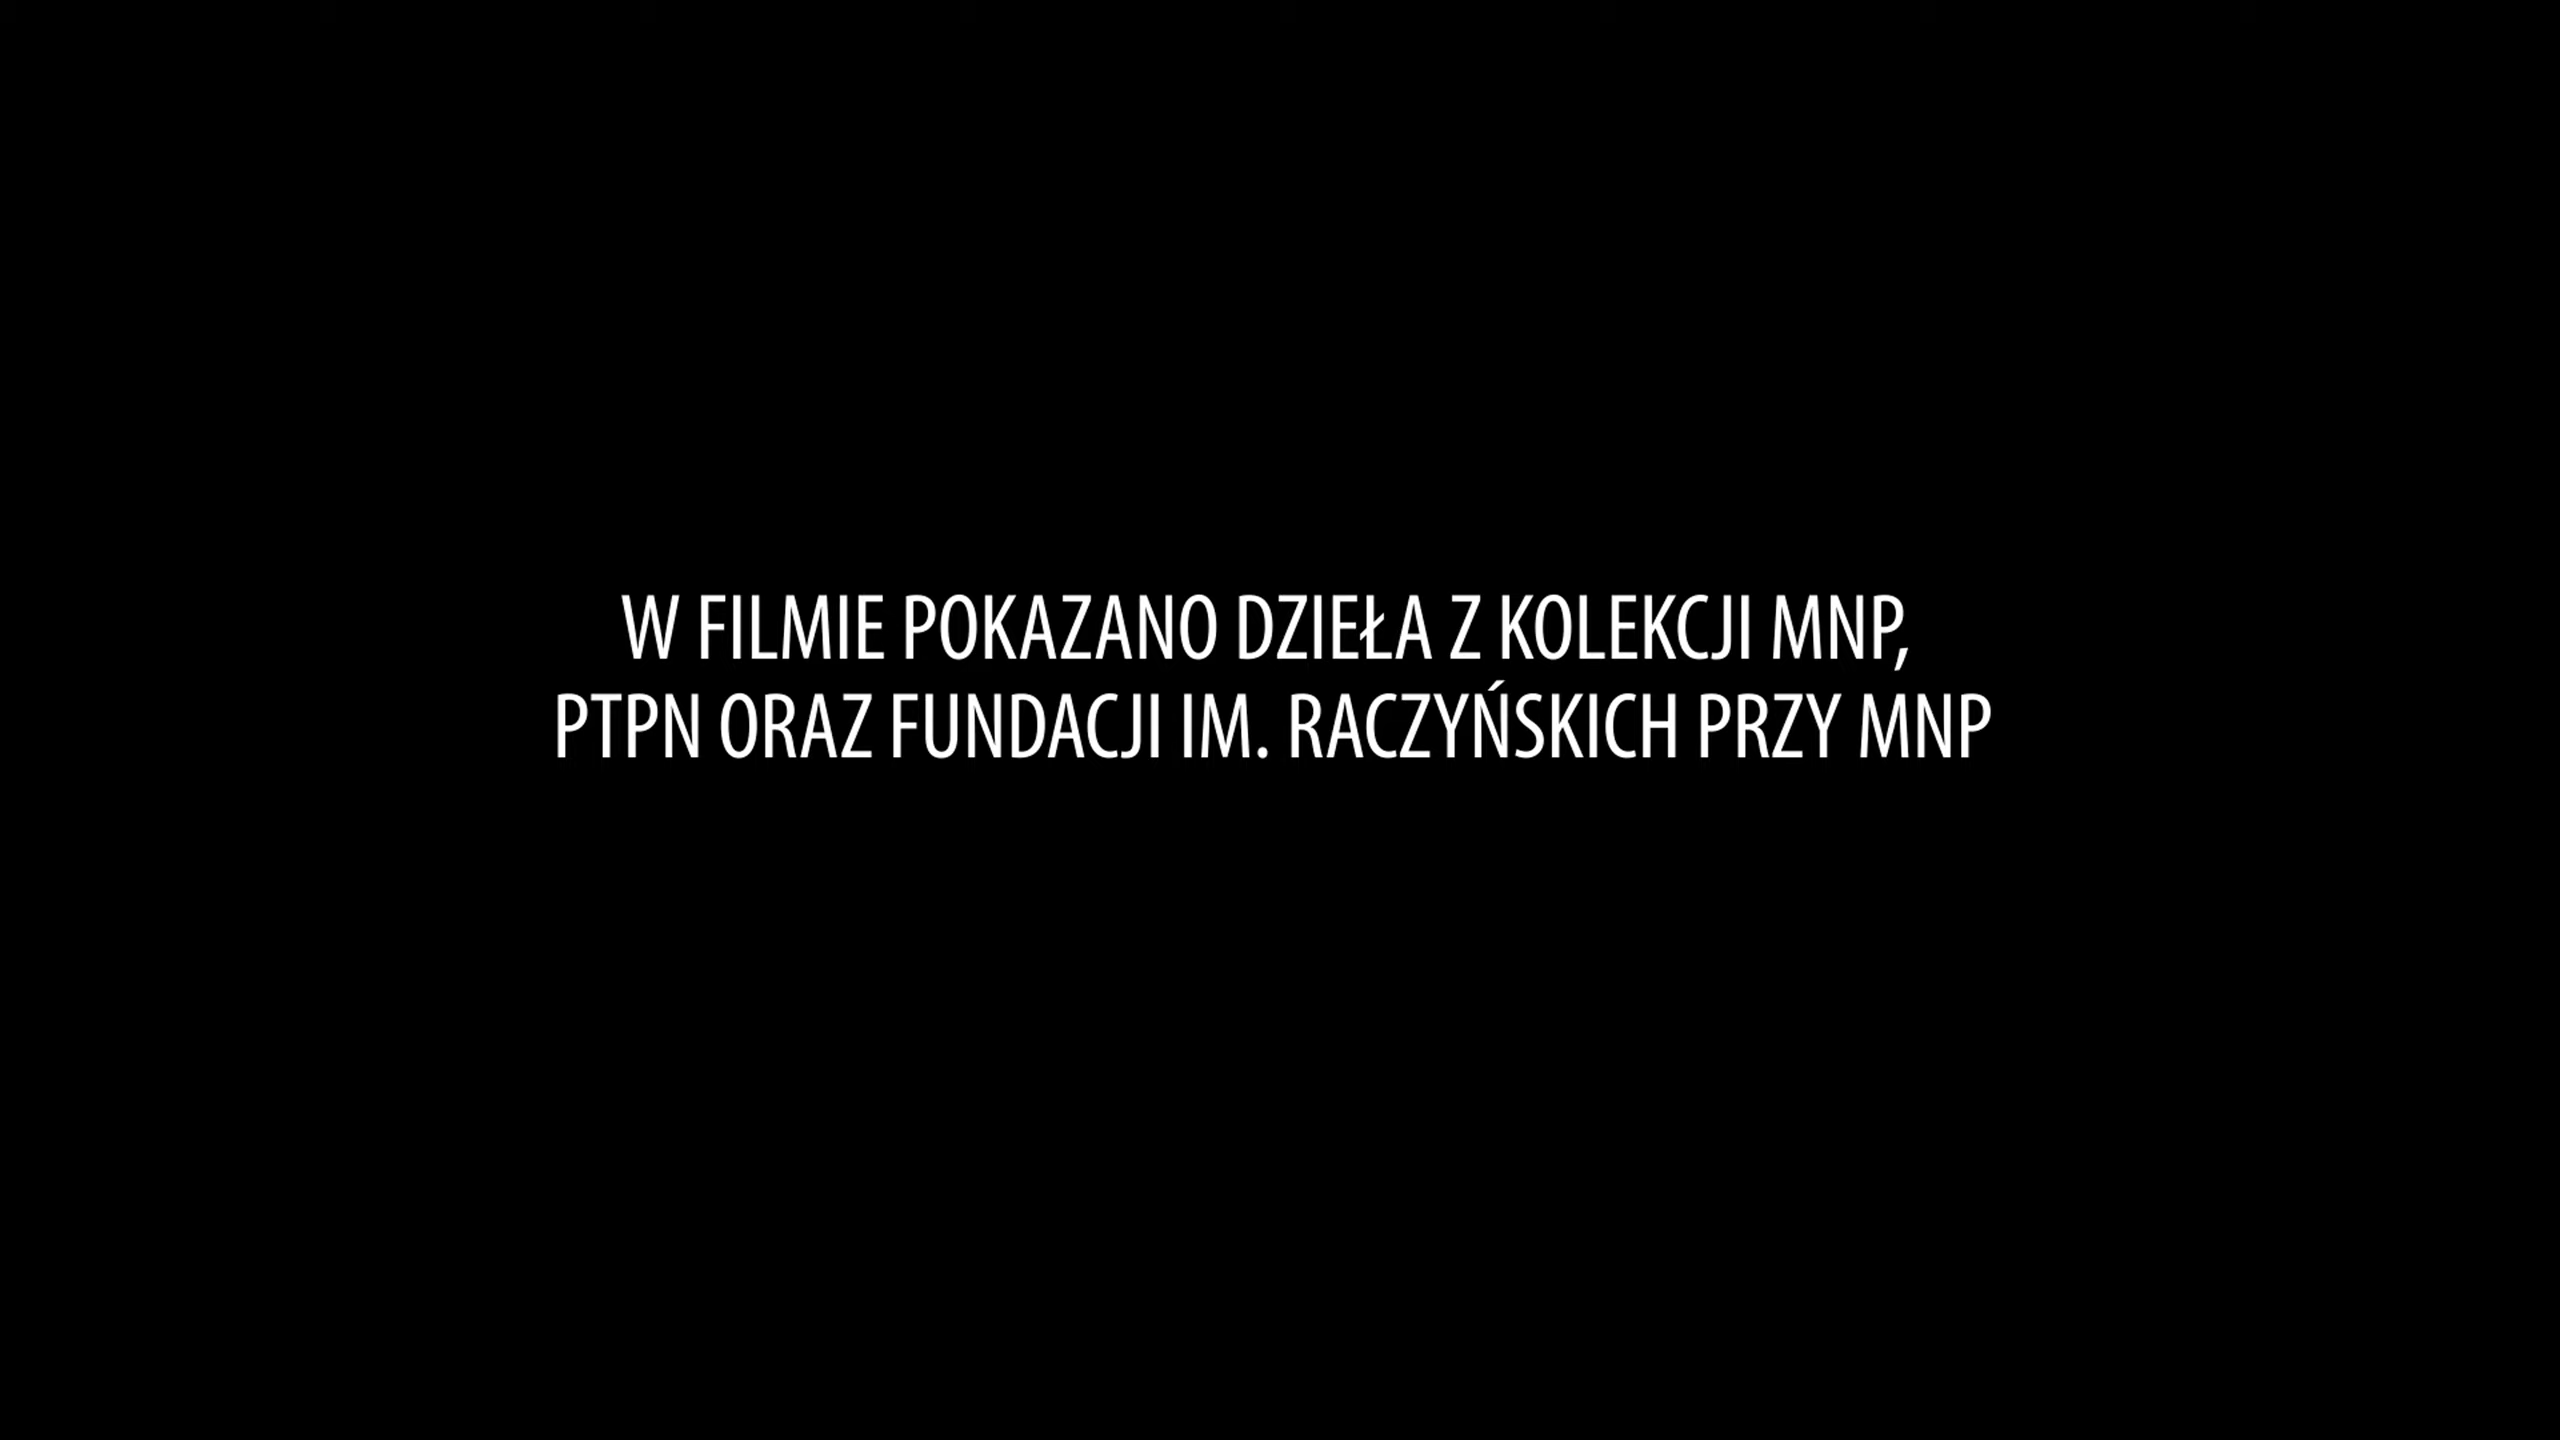 W FILMIE POKAZANO DZIEŁA Z KOLEKCJI MNP,
PTPN ORAZ FUNDACJI IM. RACZYŃSKICH PRZY MNP